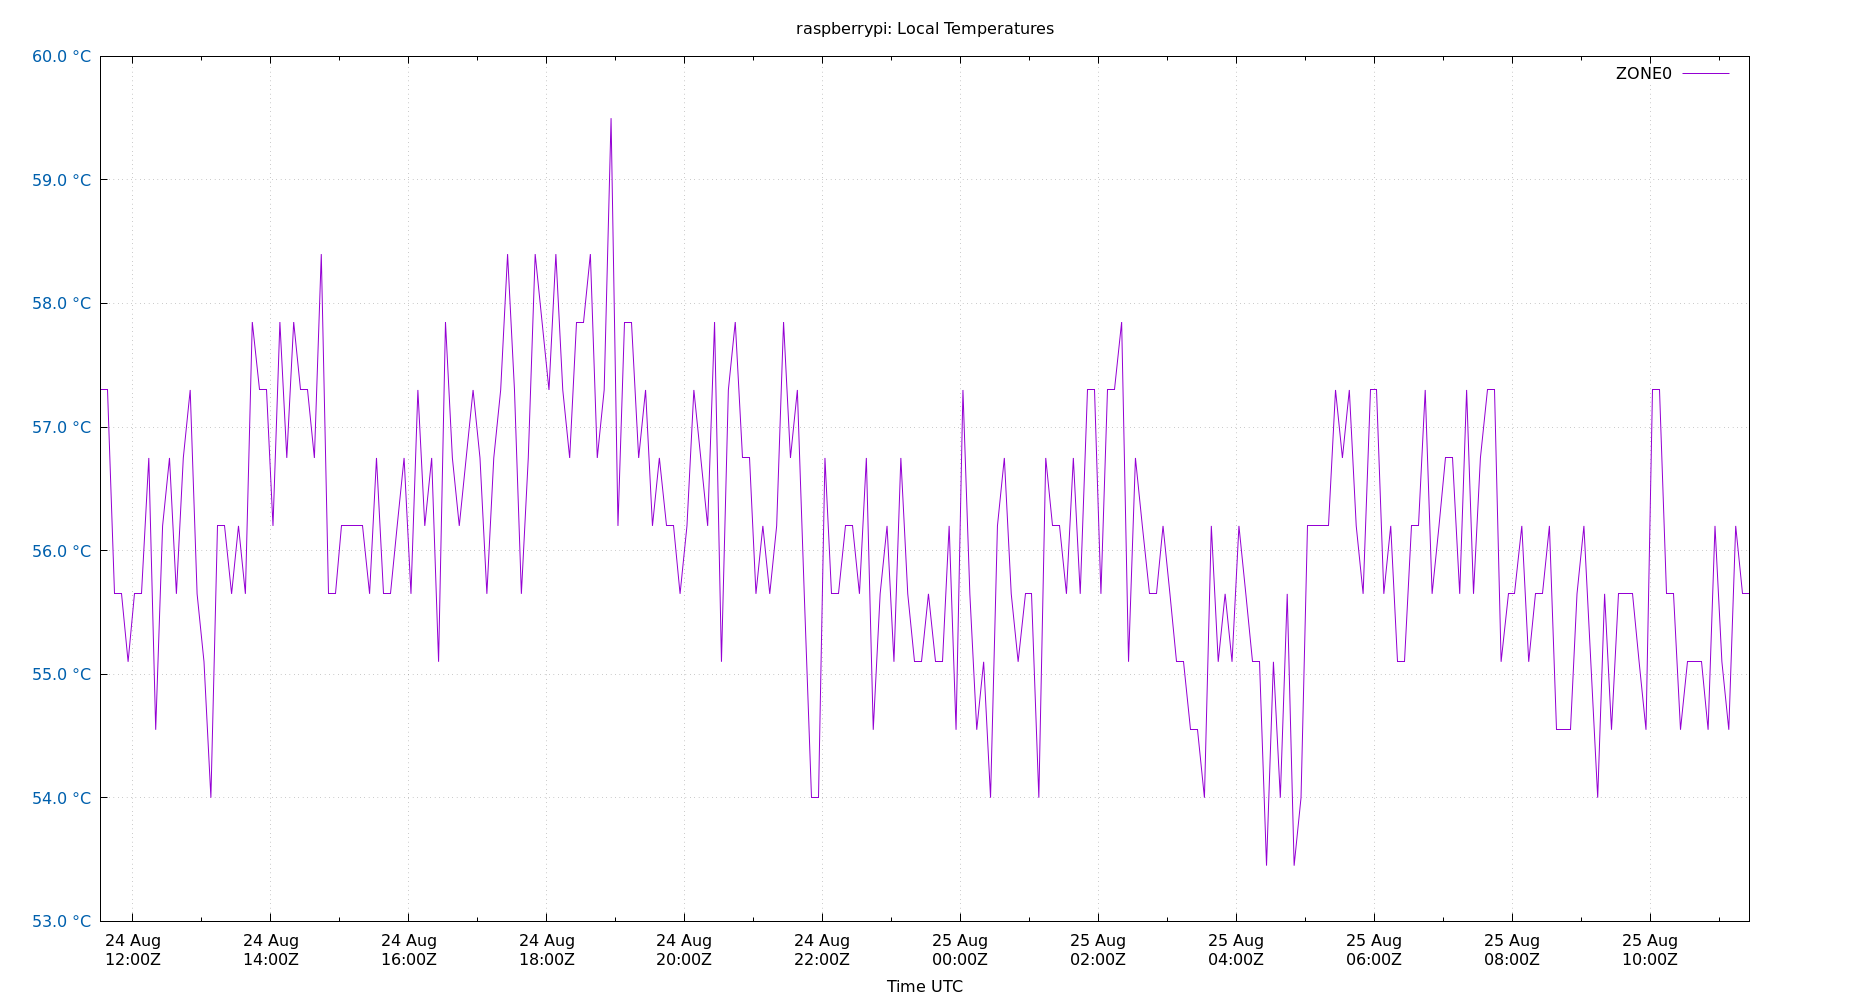 raspberrypi: Local Temperatures
60.0 °C
ZONE0
59.0 °C
58.0 °C
57.0 °C
56.0 °C
55.0 °C
54.0 °C
53.0 °C
24 Aug 24 Aug 24 Aug 24 Aug 24 Aug 24 Aug 25 Aug 25 Aug 25 Aug 25 Aug 25 Aug 25 Aug
12:00Z 14:00Z 16:00Z 18:00Z 20:00Z 22:00Z 00:00Z 02:00Z 04:00Z 06:00Z 08:00Z 10:00Z
Time UTC